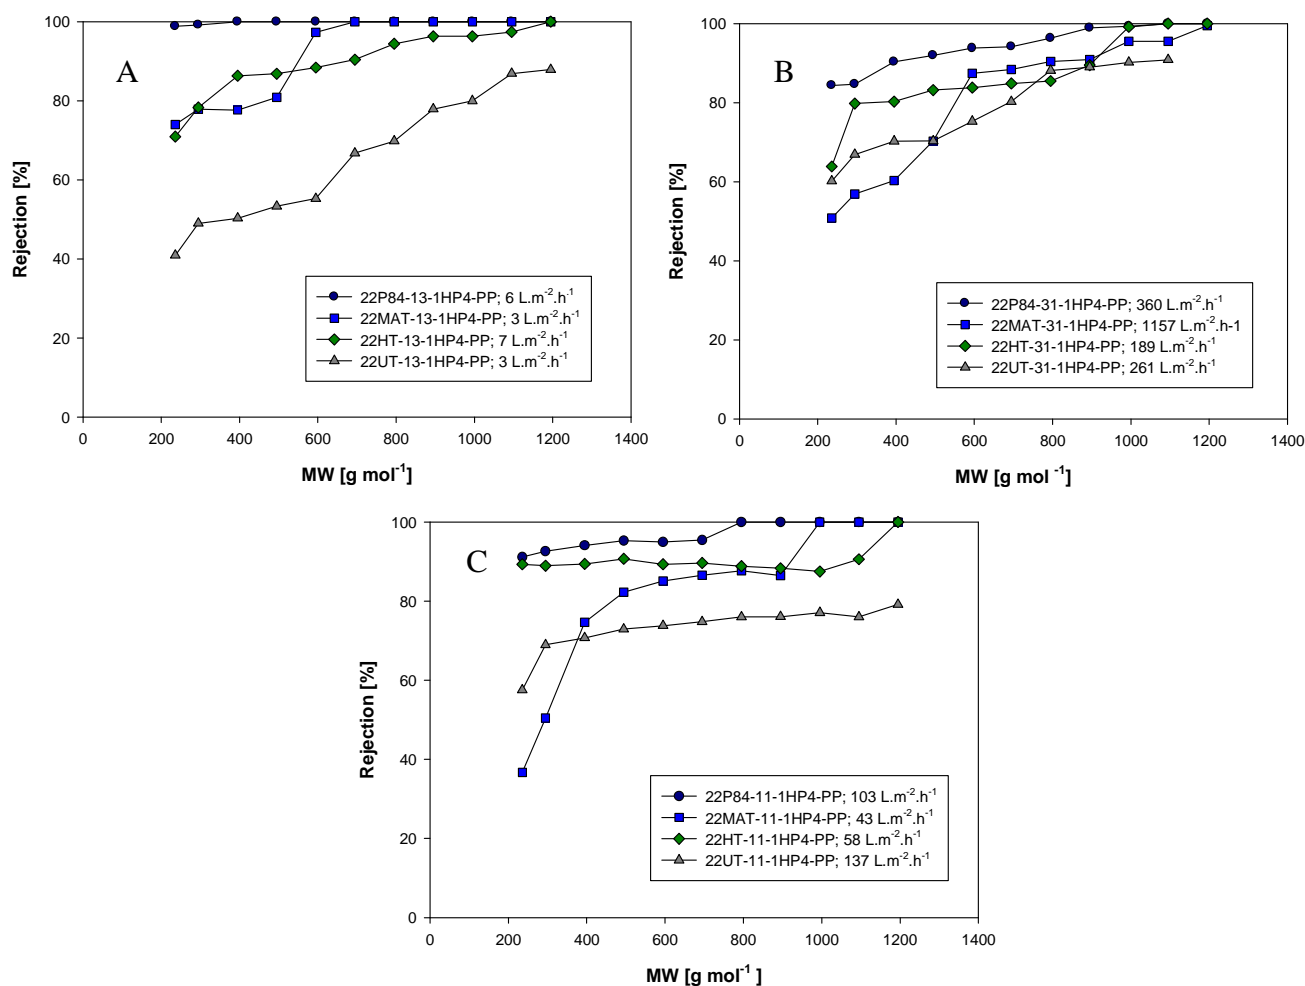 A
Rejection [%]
100
80
60
40
20
0
22P84-13-1HP4-PP; 6 L.m⁻².h⁻¹
22MAT-13-1HP4-PP; 3 L.m⁻².h⁻¹
22HT-13-1HP4-PP; 7 L.m⁻².h⁻¹
22UT-13-1HP4-PP; 3 L.m⁻².h⁻¹
0 200 400 600 800 1000 1200 1400
MW [g mol⁻¹]
B
Rejection [%]
100
80
60
40
20
0
22P84-31-1HP4-PP; 360 L.m⁻².h⁻¹
22MAT-31-1HP4-PP; 1157 L.m⁻².h-1
22HT-31-1HP4-PP; 189 L.m⁻².h⁻¹
22UT-31-1HP4-PP; 261 L.m⁻².h⁻¹
0 200 400 600 800 1000 1200 1400
MW [g mol ⁻¹]
C
Rejection [%]
100
80
60
40
20
0
22P84-11-1HP4-PP; 103 L.m⁻².h⁻¹
22MAT-11-1HP4-PP; 43 L.m⁻².h⁻¹
22HT-11-1HP4-PP; 58 L.m⁻².h⁻¹
22UT-11-1HP4-PP; 137 L.m⁻².h⁻¹
0 200 400 600 800 1000 1200 1400
MW [g mol⁻¹ ]